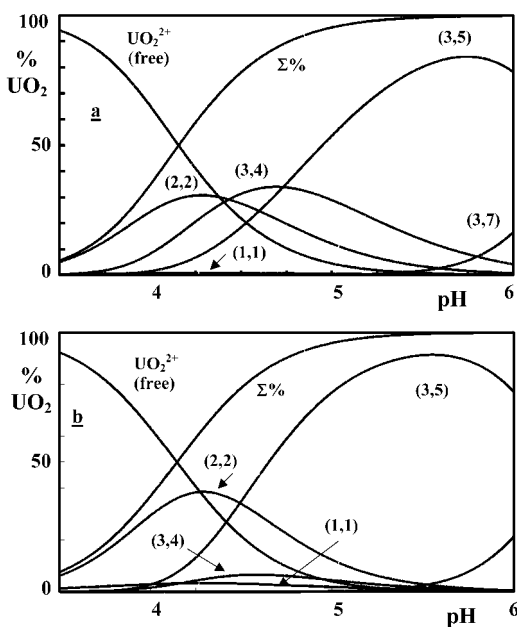 100
%
UO₂
UO₂²⁺
(free)
Σ%
(3,5)
a
50
(2,2)
(3,4)
(3,7)
(1,1)
0
4
5
6
pH
100
%
UO₂
UO₂²⁺
(free)
Σ%
(3,5)
b
50
(2,2)
(1,1)
(3,4)
0
4
5
6
pH